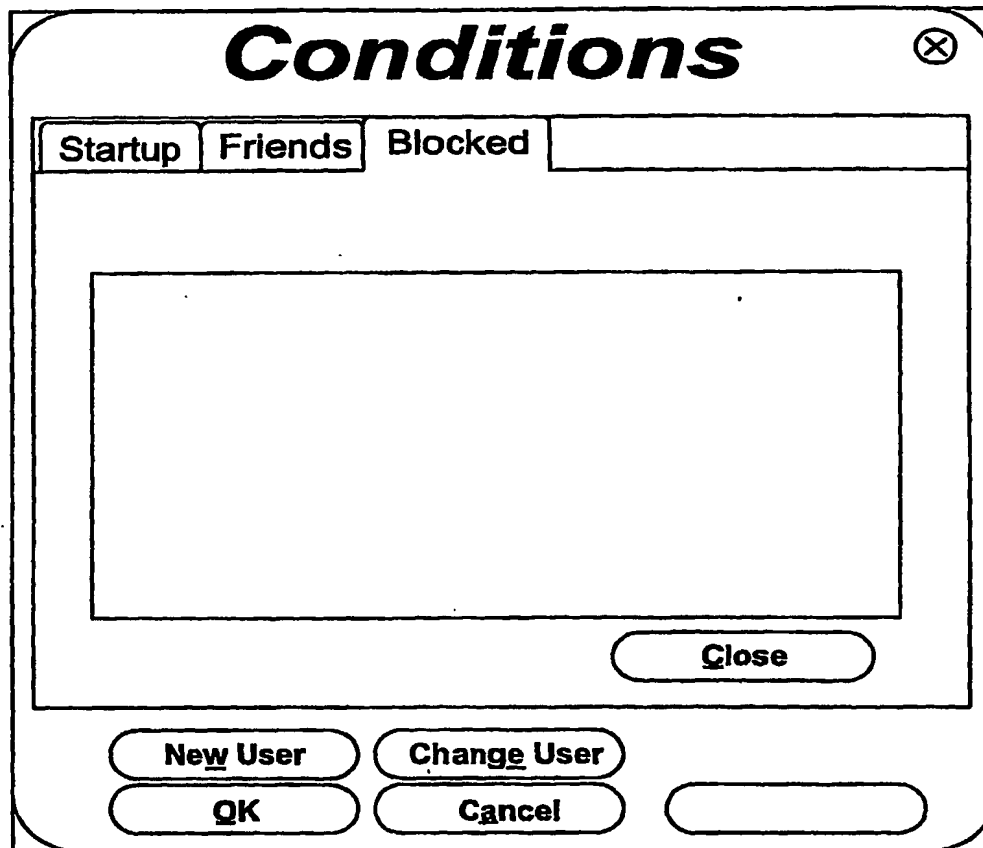 Conditions
Startup Friends Blocked
Close
New User Change User
OK Cancel